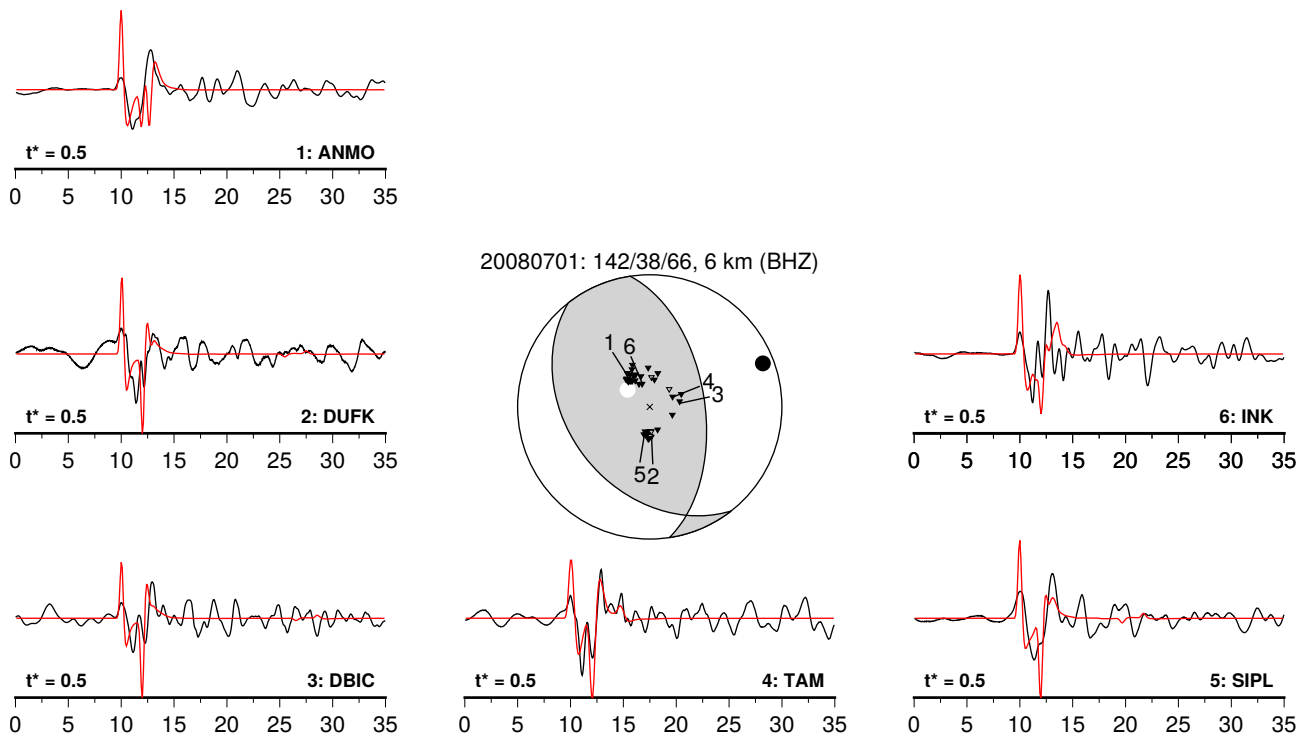 t* = 0.5 1: ANMO
0 5 10 15 20 25 30 35
20080701: 142/38/66, 6 km (BHZ)
1
6
4
3
5 2
t* = 0.5 2: DUFK
0 5 10 15 20 25 30 35
t* = 0.5 6: INK
0 5 10 15 20 25 30 35
t* = 0.5 3: DBIC
0 5 10 15 20 25 30 35
t* = 0.5 4: TAM
0 5 10 15 20 25 30 35
t* = 0.5 5: SIPL
0 5 10 15 20 25 30 35